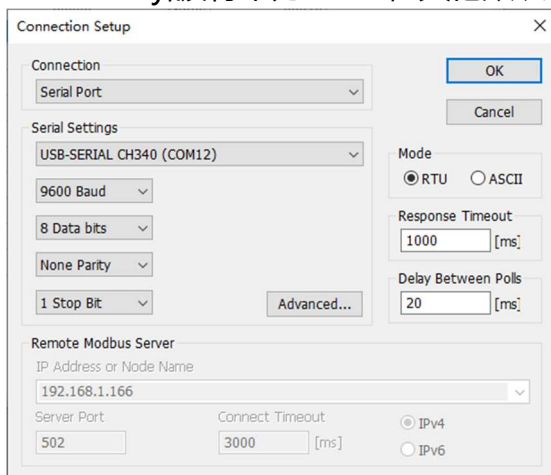 Connection Setup
Connection
OK
Serial Port
Cancel
Serial Settings
USB-SERIAL CH340 (COM12)
Mode
RTU
ASCII
9600 Baud
8 Data bits
Response Timeout
1000 [ms]
None Parity
Delay Between Polls
1 Stop Bit
Advanced...
20 [ms]
Remote Modbus Server
IP Address or Node Name
192.168.1.166
Server Port
Connect Timeout
IPv4
502
3000 [ms]
IPv6